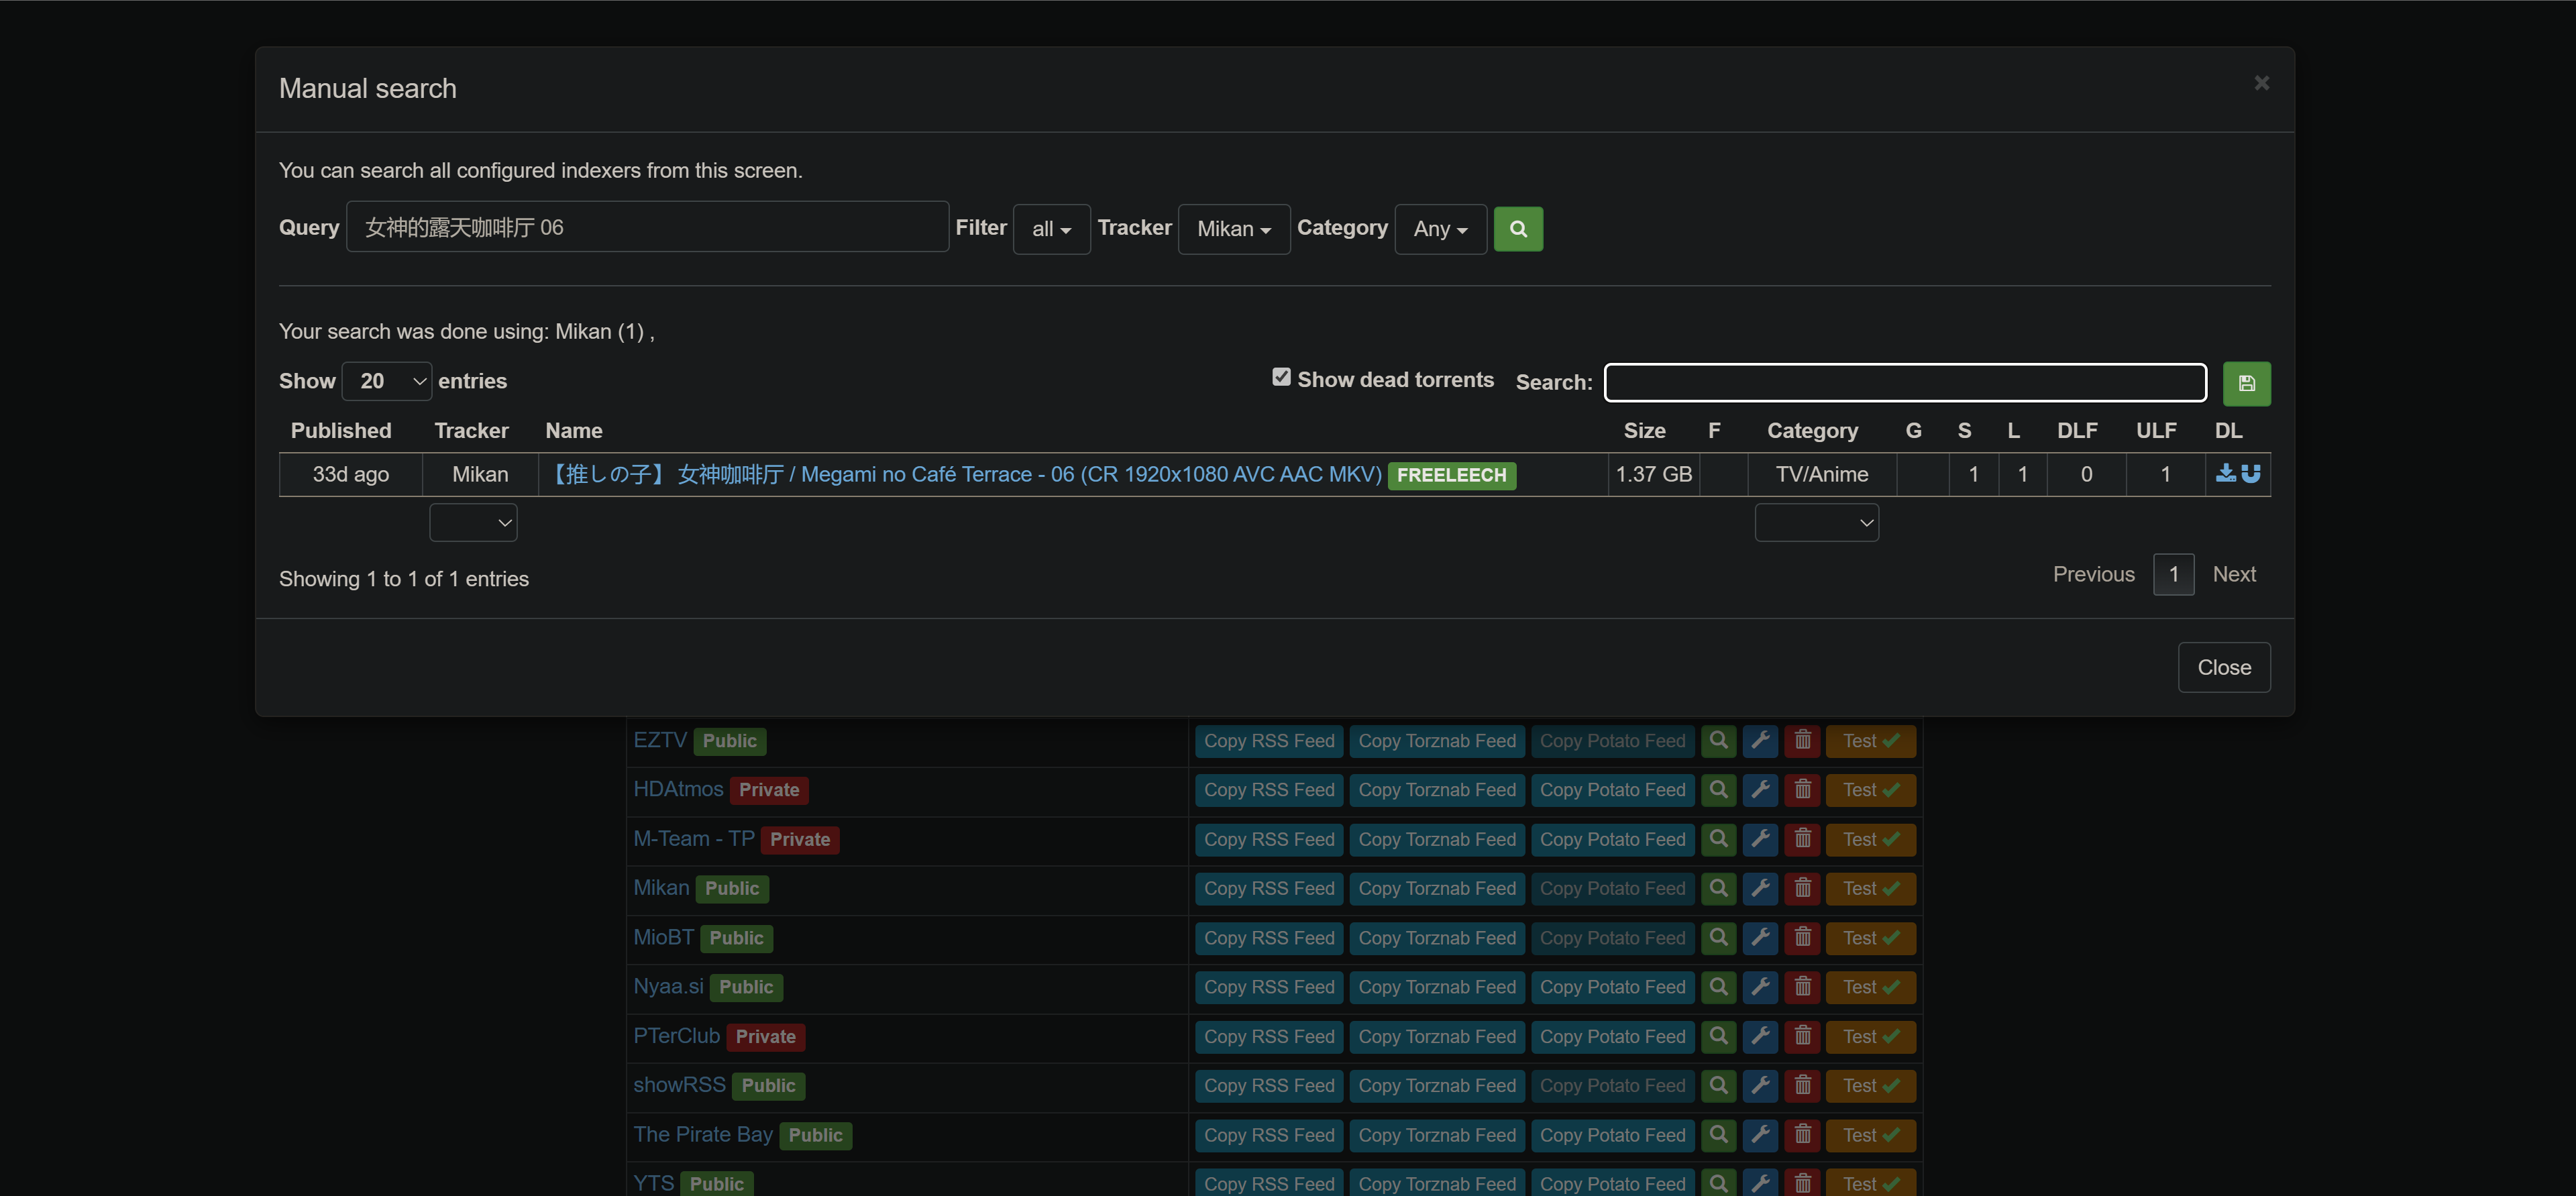 Manual search
×
You can search all configured indexers from this screen.
Query 女神的露天咖啡厅 06 Filter all Tracker Mikan Category Any
Your search was done using: Mikan (1) ,
Show 20 entries Show dead torrents Search:
Published Tracker Name Size F Category G S L DLF ULF DL
33d ago Mikan 【推しの子】 女神咖啡厅 / Megami no Café Terrace - 06 (CR 1920x1080 AVC AAC MKV) FREELEECH 1.37 GB TV/Anime 1 1 0 1
Showing 1 to 1 of 1 entries Previous 1 Next
Close
EZTV Public Copy RSS Feed Copy Torznab Feed Copy Potato Feed Test
HDAtmos Private Copy RSS Feed Copy Torznab Feed Copy Potato Feed Test
M-Team - TP Private Copy RSS Feed Copy Torznab Feed Copy Potato Feed Test
Mikan Public Copy RSS Feed Copy Torznab Feed Copy Potato Feed Test
MioBT Public Copy RSS Feed Copy Torznab Feed Copy Potato Feed Test
Nyaa.si Public Copy RSS Feed Copy Torznab Feed Copy Potato Feed Test
PTerClub Private Copy RSS Feed Copy Torznab Feed Copy Potato Feed Test
showRSS Public Copy RSS Feed Copy Torznab Feed Copy Potato Feed Test
The Pirate Bay Public Copy RSS Feed Copy Torznab Feed Copy Potato Feed Test
YTS Public Copy RSS Feed Copy Torznab Feed Copy Potato Feed Test